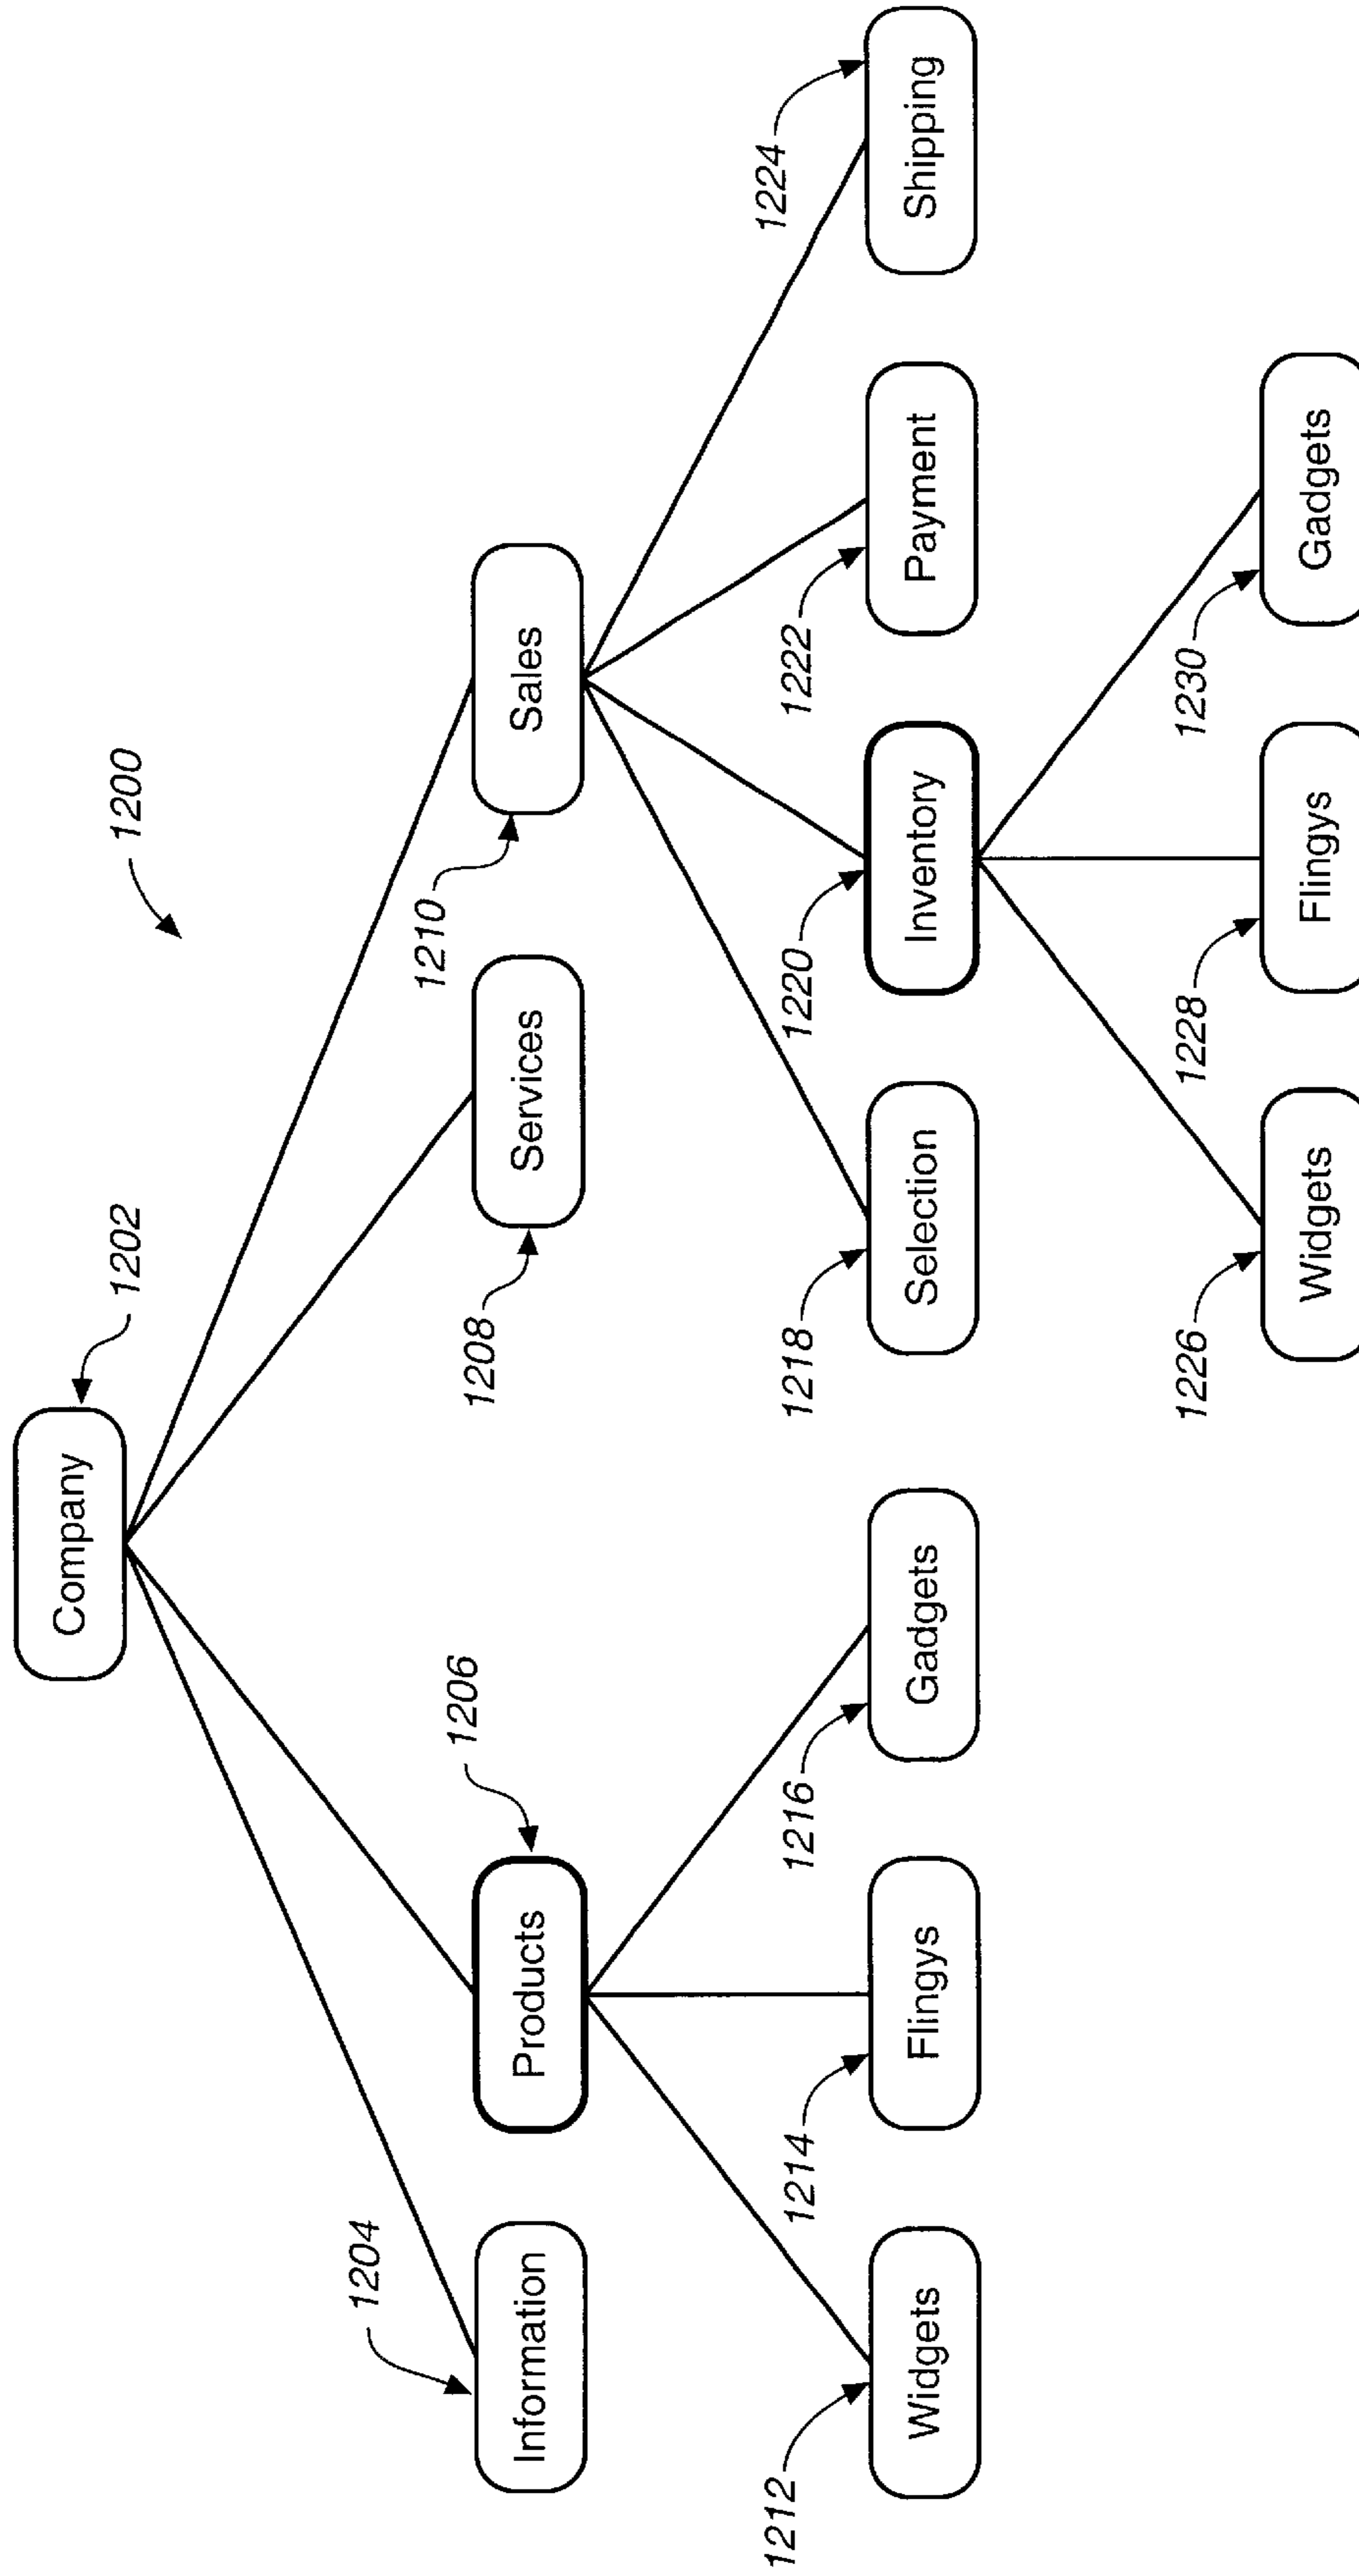 1200
Company
1202
1204
Information
1206
Products
1208
Services
1210
Sales
1212
Widgets
1214
Flingys
1216
Gadgets
1218
Selection
1220
Inventory
1222
Payment
1224
Shipping
1226
Widgets
1228
Flingys
1230
Gadgets